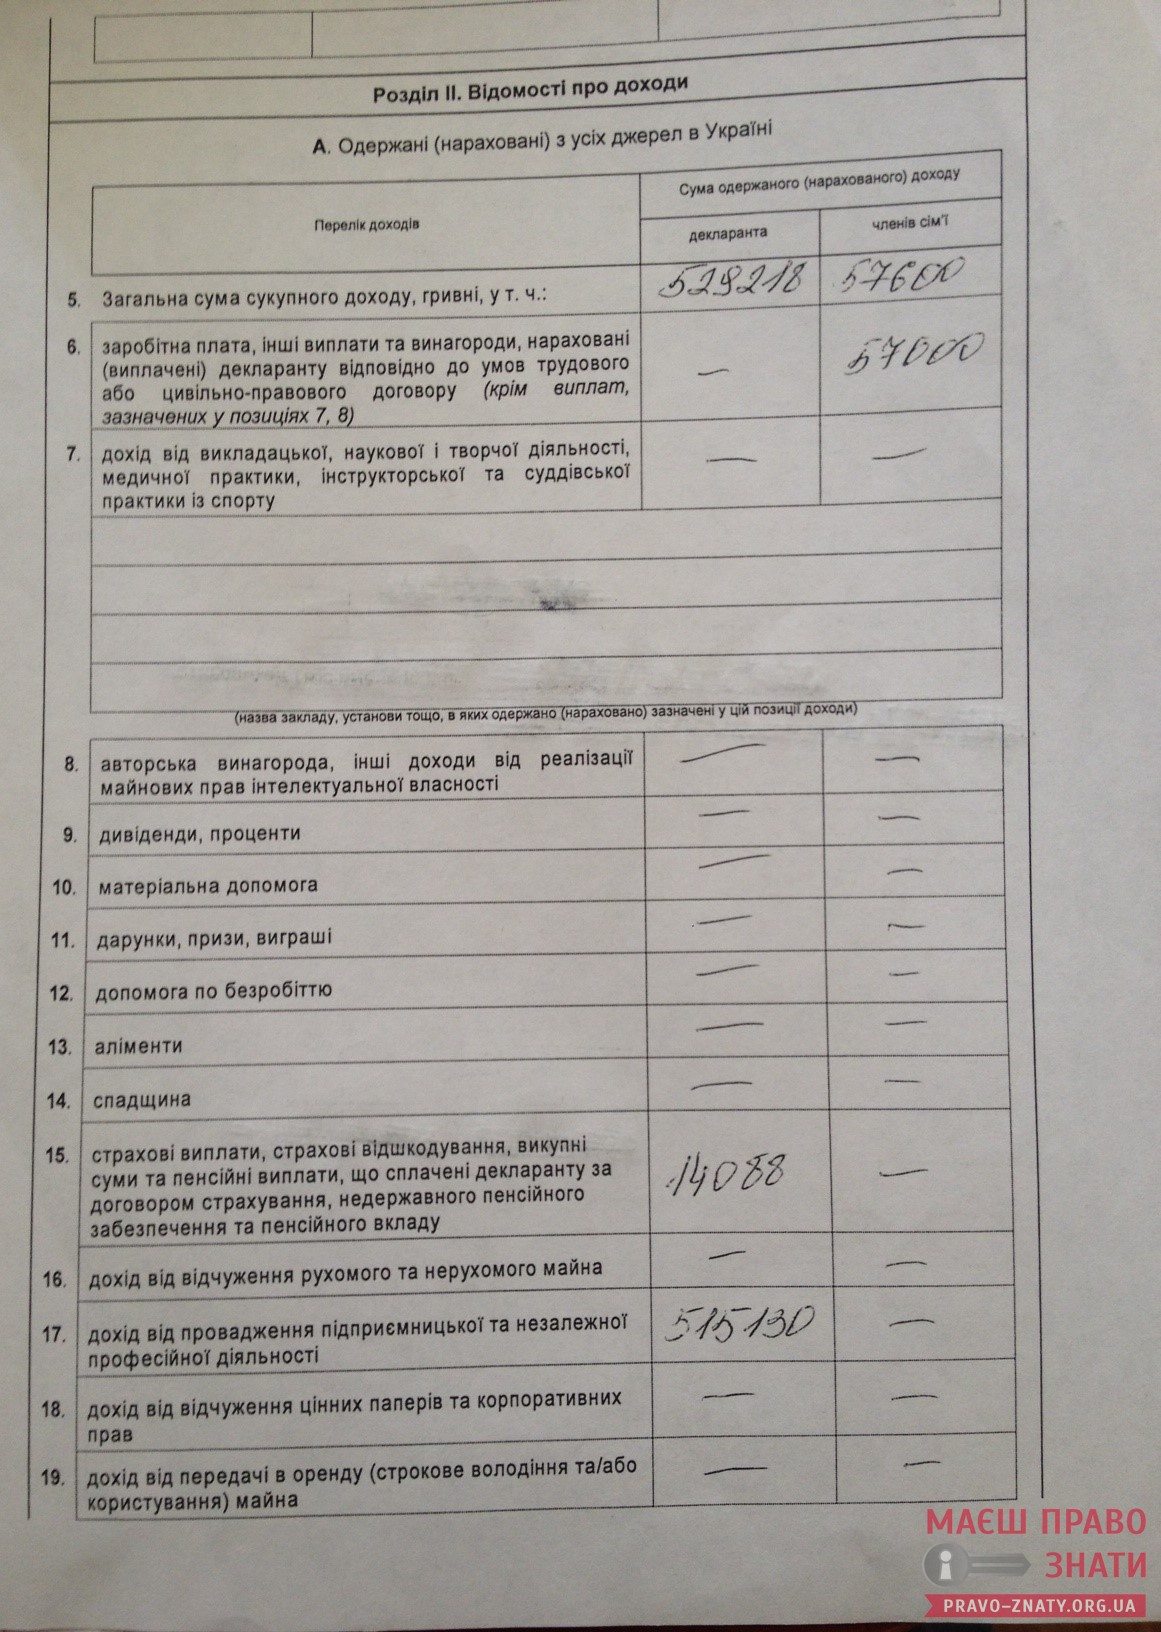 Розділ II. Відомості про доходи
А. Одержані (нараховані) з усіх джерел в Україні
Перелік доходів
Сума одержаного (нарахованого) доходу
декларанта
членів сім'ї
5. Загальна сума сукупного доходу, гривні, у т. ч.: 529218 57600
6. заробітна плата, інші виплати та винагороди, нараховані
(виплачені) декларанту відповідно до умов трудового
або цивільно-правового договору (крім виплат,
зазначених у позиціях 7, 8)
— 57000
7. дохід від викладацької, наукової і творчої діяльності,
медичної практики, інструкторської та суддівської
практики із спорту
— —
(назва закладу, установи тощо, в яких одержано (нараховано) зазначені у цій позиції доходи)
8. авторська винагорода, інші доходи від реалізації
майнових прав інтелектуальної власності
— —
9. дивіденди, проценти — —
10. матеріальна допомога — —
11. дарунки, призи, виграші — —
12. допомога по безробіттю — —
13. аліменти — —
14. спадщина — —
15. страхові виплати, страхові відшкодування, викупні
суми та пенсійні виплати, що сплачені декларанту за
договором страхування, недержавного пенсійного
забезпечення та пенсійного вкладу
14088 —
16. дохід від відчуження рухомого та нерухомого майна — —
17. дохід від провадження підприємницької та незалежної
професійної діяльності
515130 —
18. дохід від відчуження цінних паперів та корпоративних
прав
— —
19. дохід від передачі в оренду (строкове володіння та/або
користування) майна
— —
МАЄШ ПРАВО
ЗНАТИ
PRAVO-ZNATY.ORG.UA